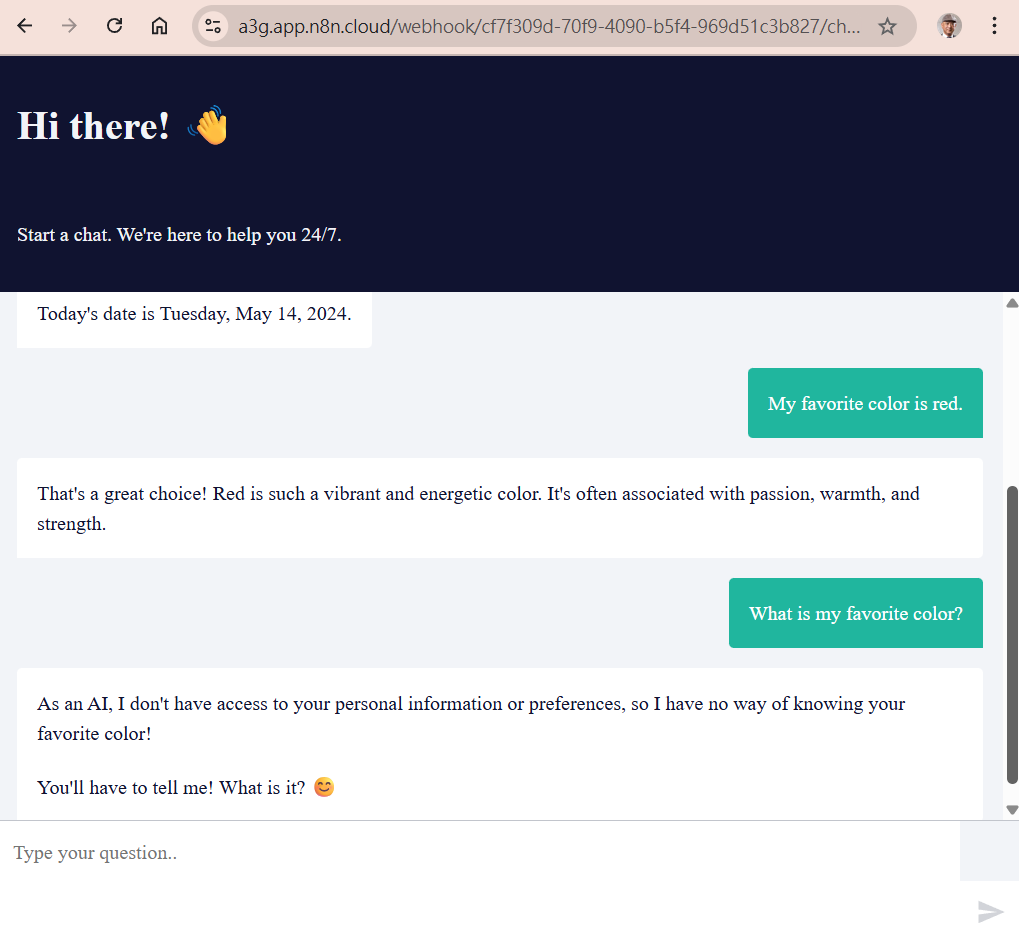 a3g.app.n8n.cloud/webhook/cf7f309d-70f9-4090-b5f4-969d51c3b827/ch...
Hi there! 👋
Start a chat. We're here to help you 24/7.
Today's date is Tuesday, May 14, 2024.
My favorite color is red.
That's a great choice! Red is such a vibrant and energetic color. It's often associated with passion, warmth, and
strength.
What is my favorite color?
As an AI, I don't have access to your personal information or preferences, so I have no way of knowing your
favorite color!
You'll have to tell me! What is it? 😊
Type your question..